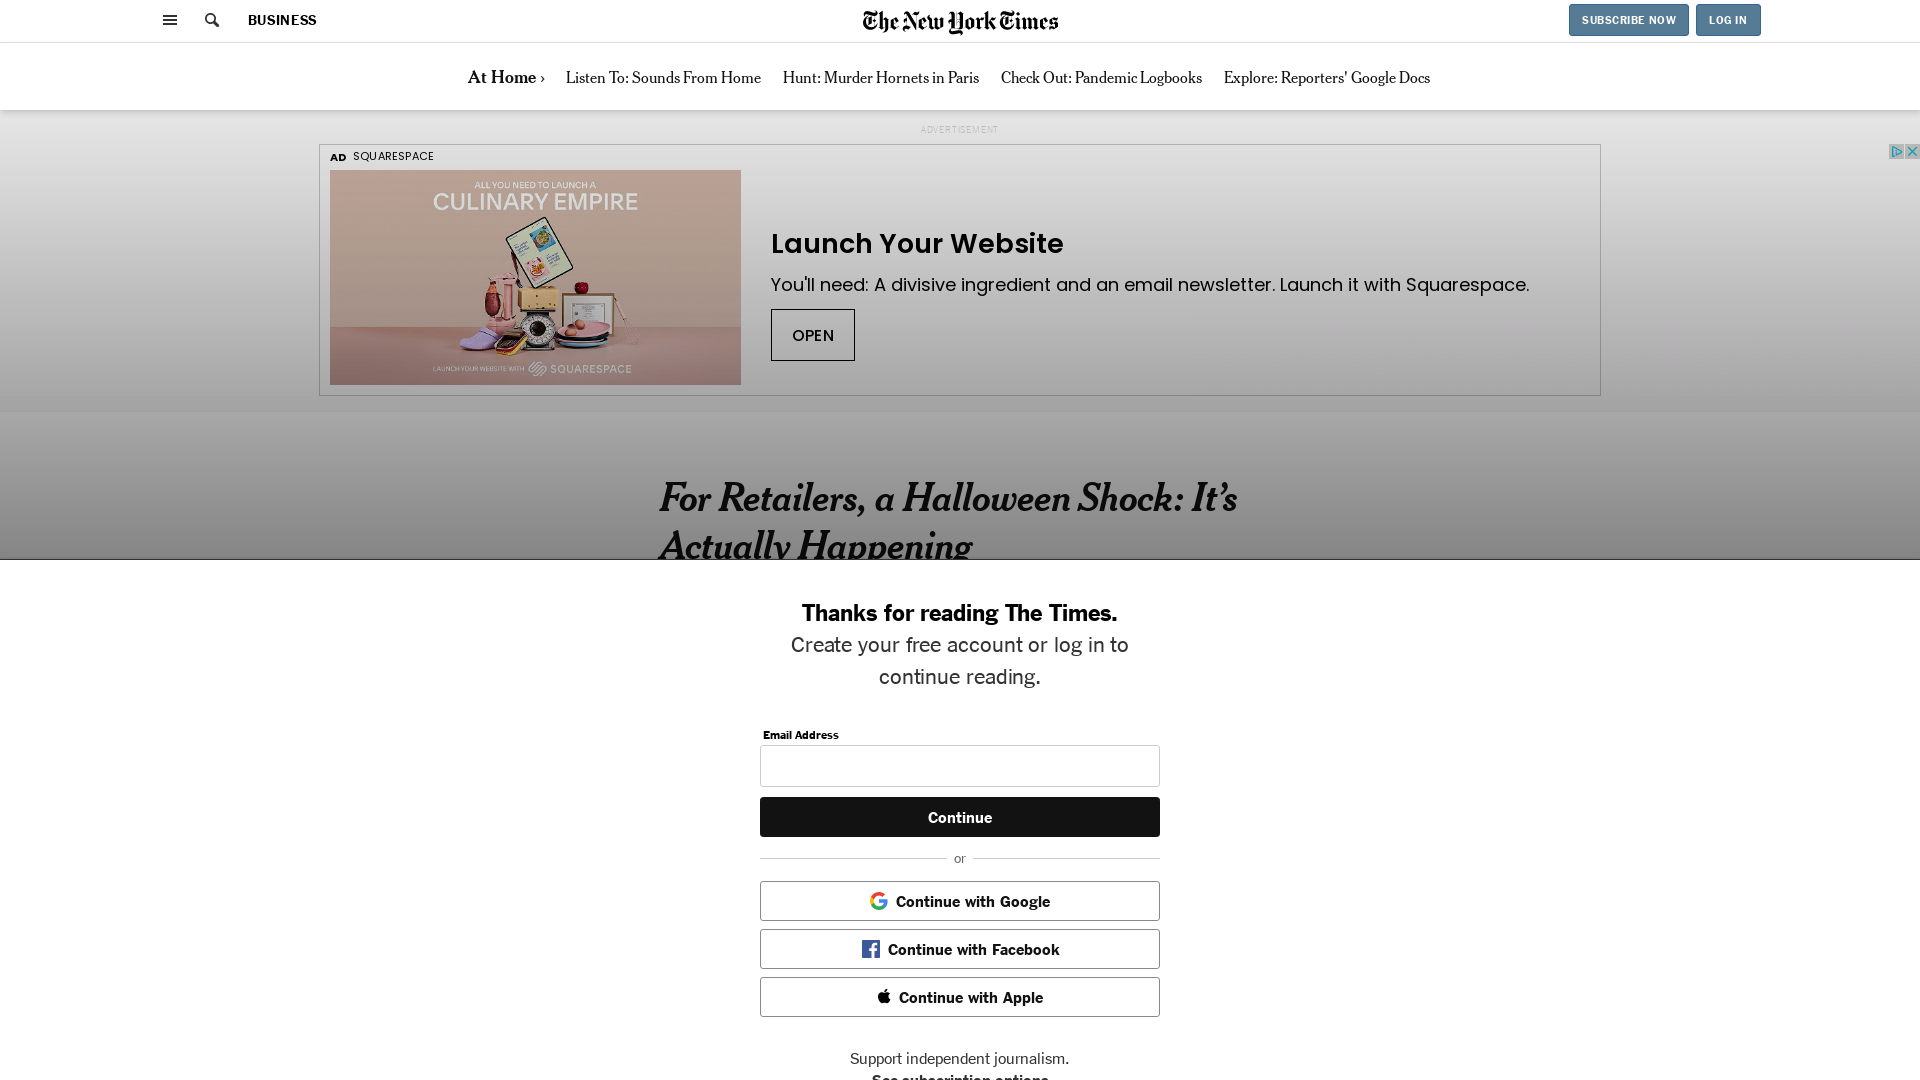 BUSINESS
The New York Times
SUBSCRIBE NOW
LOG IN
At Home ›
Listen To: Sounds From Home
Hunt: Murder Hornets in Paris
Check Out: Pandemic Logbooks
Explore: Reporters' Google Docs
ADVERTISEMENT
AD SQUARESPACE
ALL YOU NEED TO LAUNCH A
CULINARY EMPIRE
LAUNCH YOUR WEBSITE WITH SQUARESPACE
Launch Your Website
You'll need: A divisive ingredient and an email newsletter. Launch it with Squarespace.
OPEN
For Retailers, a Halloween Shock: It’s
Actually Happening
Thanks for reading The Times.
Create your free account or log in to
continue reading.
Email Address
Continue
or
Continue with Google
Continue with Facebook
Continue with Apple
Support independent journalism.
See subscription options